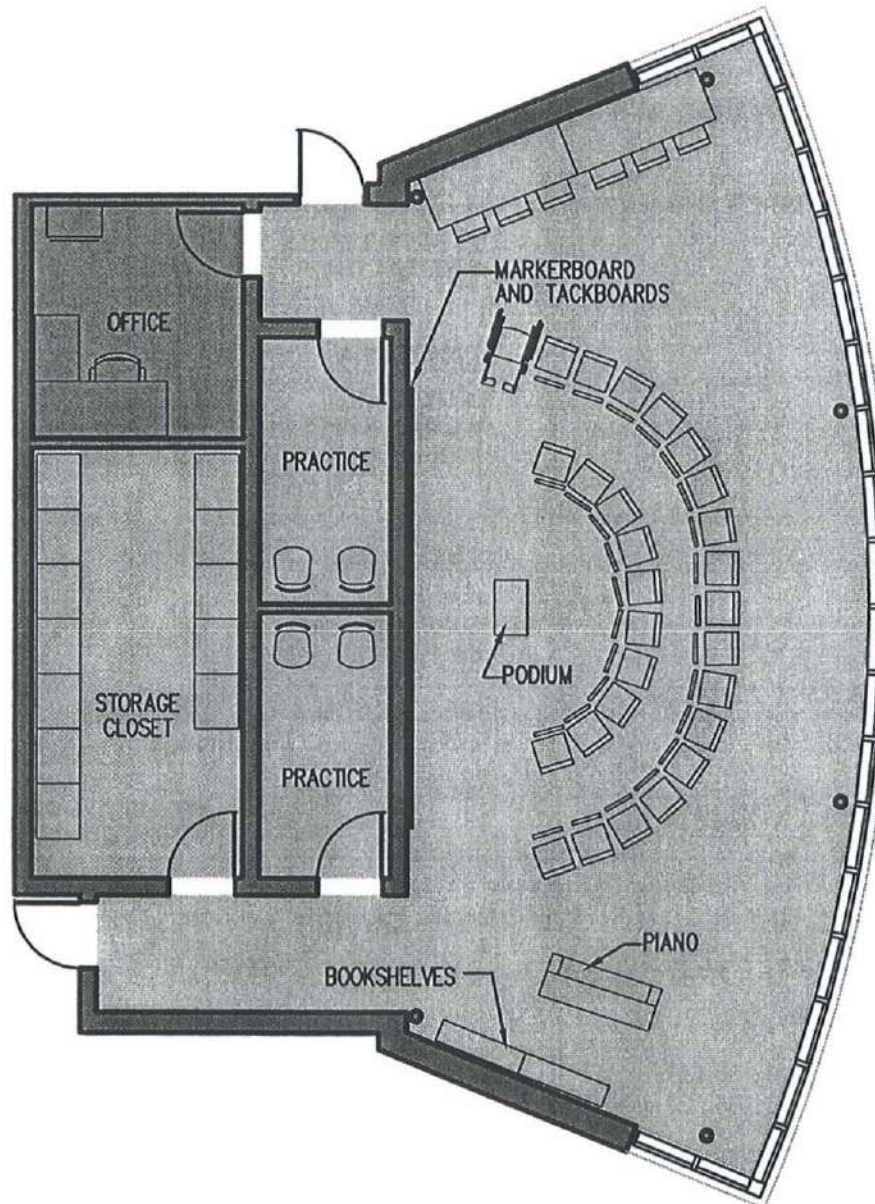 MARKERBOARD
AND TACKBOARDS
OFFICE
PRACTICE
PODIUM
STORAGE
CLOSET
PRACTICE
PIANO
BOOKSHELVES